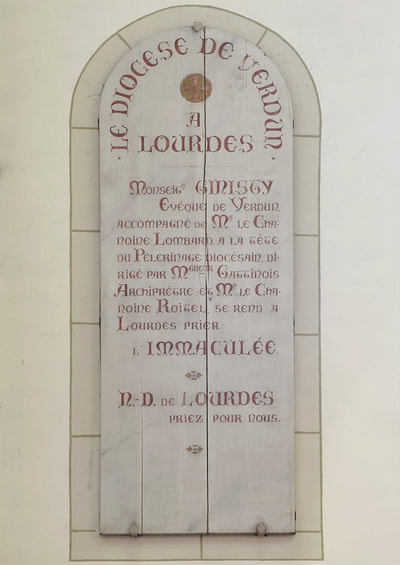 · LE DIOCESE DE VERDUN ·
A
LOURDES
Monseigr GINISTY
Evêque de Verdun,
accompagné de Mr le Cha-
noine Lombard, a la tête
du Pèlerinage diocésain, di-
rigé par Mgneur Gattinois
Archiprêtre et Mr le Cha-
noine Roitel, se rend a
Lourdes prier
l'IMMACULÉE.
N.-D. de LOURDES
priez pour nous.